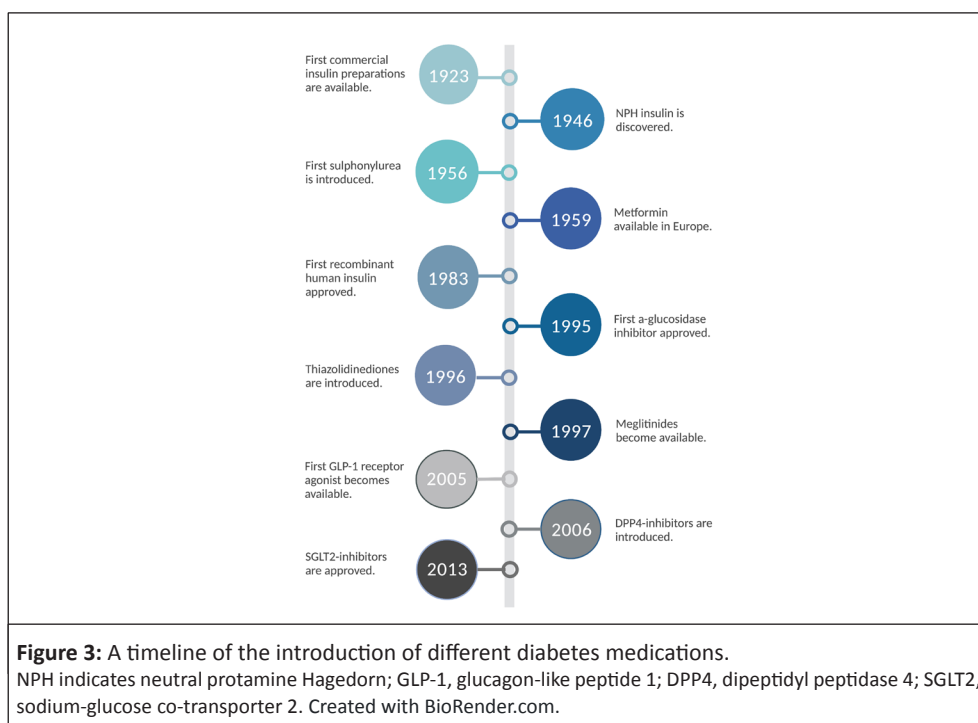 First commercial
insulin preparations
are available.
1923
1946
NPH insulin is
discovered.
First sulphonylurea
is introduced.
1956
1959
Metformin
available in Europe.
First recombinant
human insulin
approved.
1983
1995
First a-glucosidase
inhibitor approved.
Thiazolidinediones
are introduced.
1996
1997
Meglitinides
become available.
First GLP-1 receptor
agonist becomes
available.
2005
2006
DPP4-inhibitors are
introduced.
SGLT2-inhibitors
are approved.
2013
Figure 3: A timeline of the introduction of different diabetes medications.
NPH indicates neutral protamine Hagedorn; GLP-1, glucagon-like peptide 1; DPP4, dipeptidyl peptidase 4; SGLT2,
sodium-glucose co-transporter 2. Created with BioRender.com.